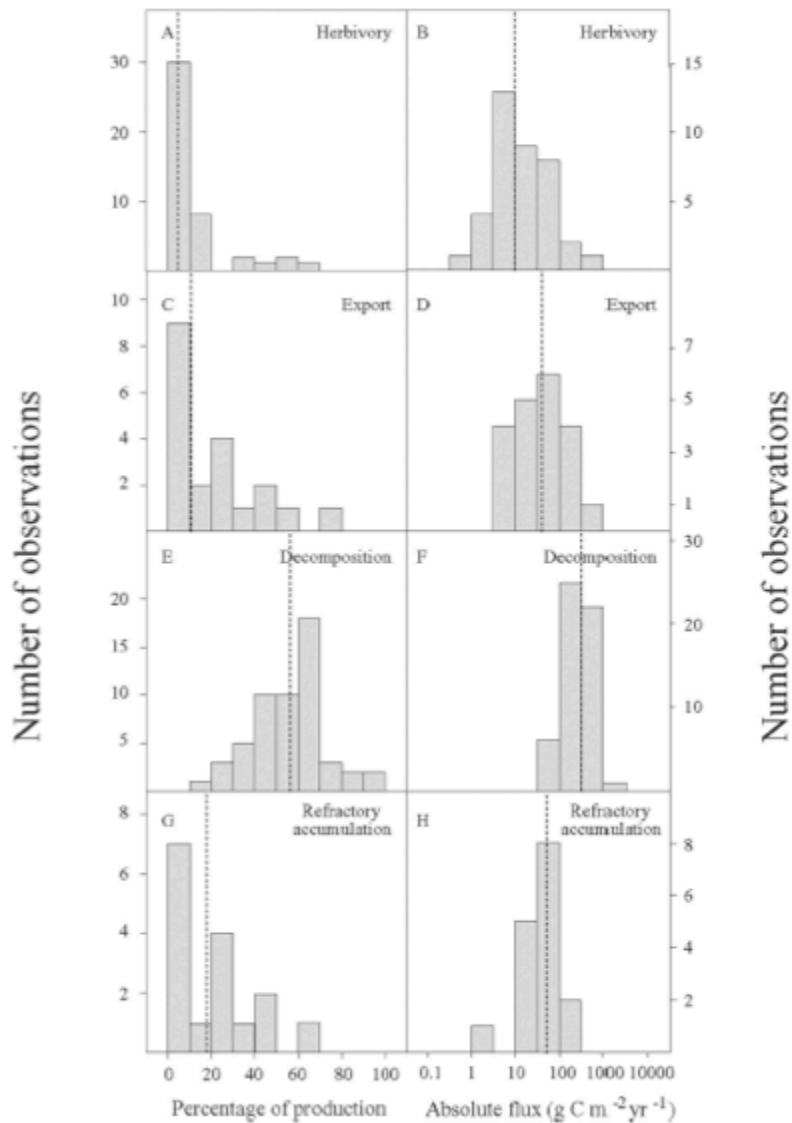 A Herbivory
B Herbivory
30
20
10
15
10
5
C Export
D Export
10
8
6
4
2
7
5
3
1
E Decomposition
F Decomposition
20
15
10
5
30
20
10
G Refractory
accumulation
H Refractory
accumulation
8
6
4
2
8
6
4
2
0 20 40 60 80 100
0.1 1 10 100 1000 10000
Percentage of production
Absolute flux (g C m -2 yr -1)
Number of observations
Number of observations